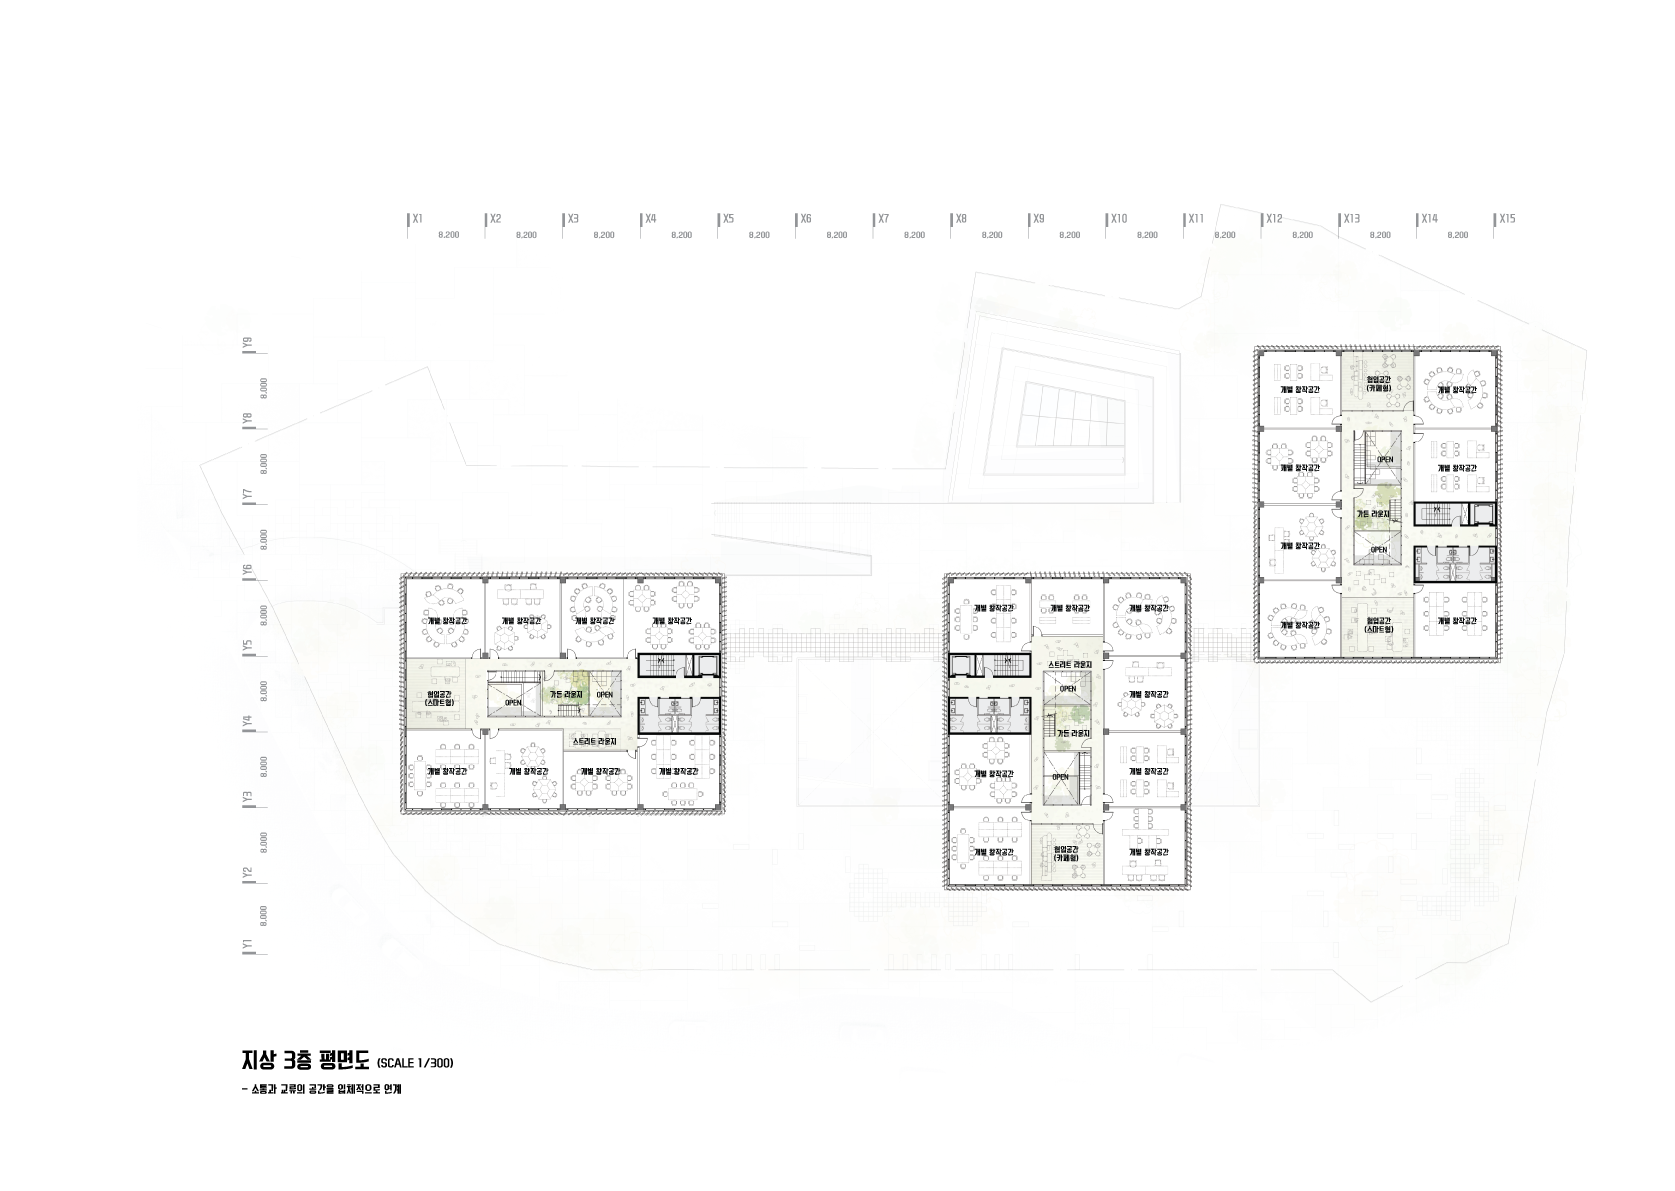 X1 X2 X3 X4 X5 X6 X7 X8 X9 X10 X11 X12 X13 X14 X15
8,200 8,200 8,200 8,200 8,200 8,200 8,200 8,200 8,200 8,200 8,200 8,200 8,200 8,200
Y9
8,000
Y8
8,000
Y7
8,000
Y6
8,000
Y5
8,000
Y4
8,000
Y3
8,000
Y2
8,000
Y1
개별 창작공간 개별 창작공간 개별 창작공간 개별 창작공간
협업공간
(스마트형)
OPEN
가든 라운지
OPEN
스트리트 라운지
개별 창작공간 개별 창작공간 개별 창작공간 개별 창작공간
개별 창작공간 개별 창작공간 개별 창작공간
스트리트 라운지
OPEN
개별 창작공간
가든 라운지
개별 창작공간
OPEN
개별 창작공간
개별 창작공간
협업공간
(카페형)
개별 창작공간
개별 창작공간
협업공간
(카페형)
개별 창작공간
OPEN
개별 창작공간
개별 창작공간
가든 라운지
개별 창작공간
OPEN
개별 창작공간
협업공간
(스마트형)
개별 창작공간
지상 3층 평면도 (SCALE 1/300)
- 소통과 교류의 공간을 입체적으로 연계